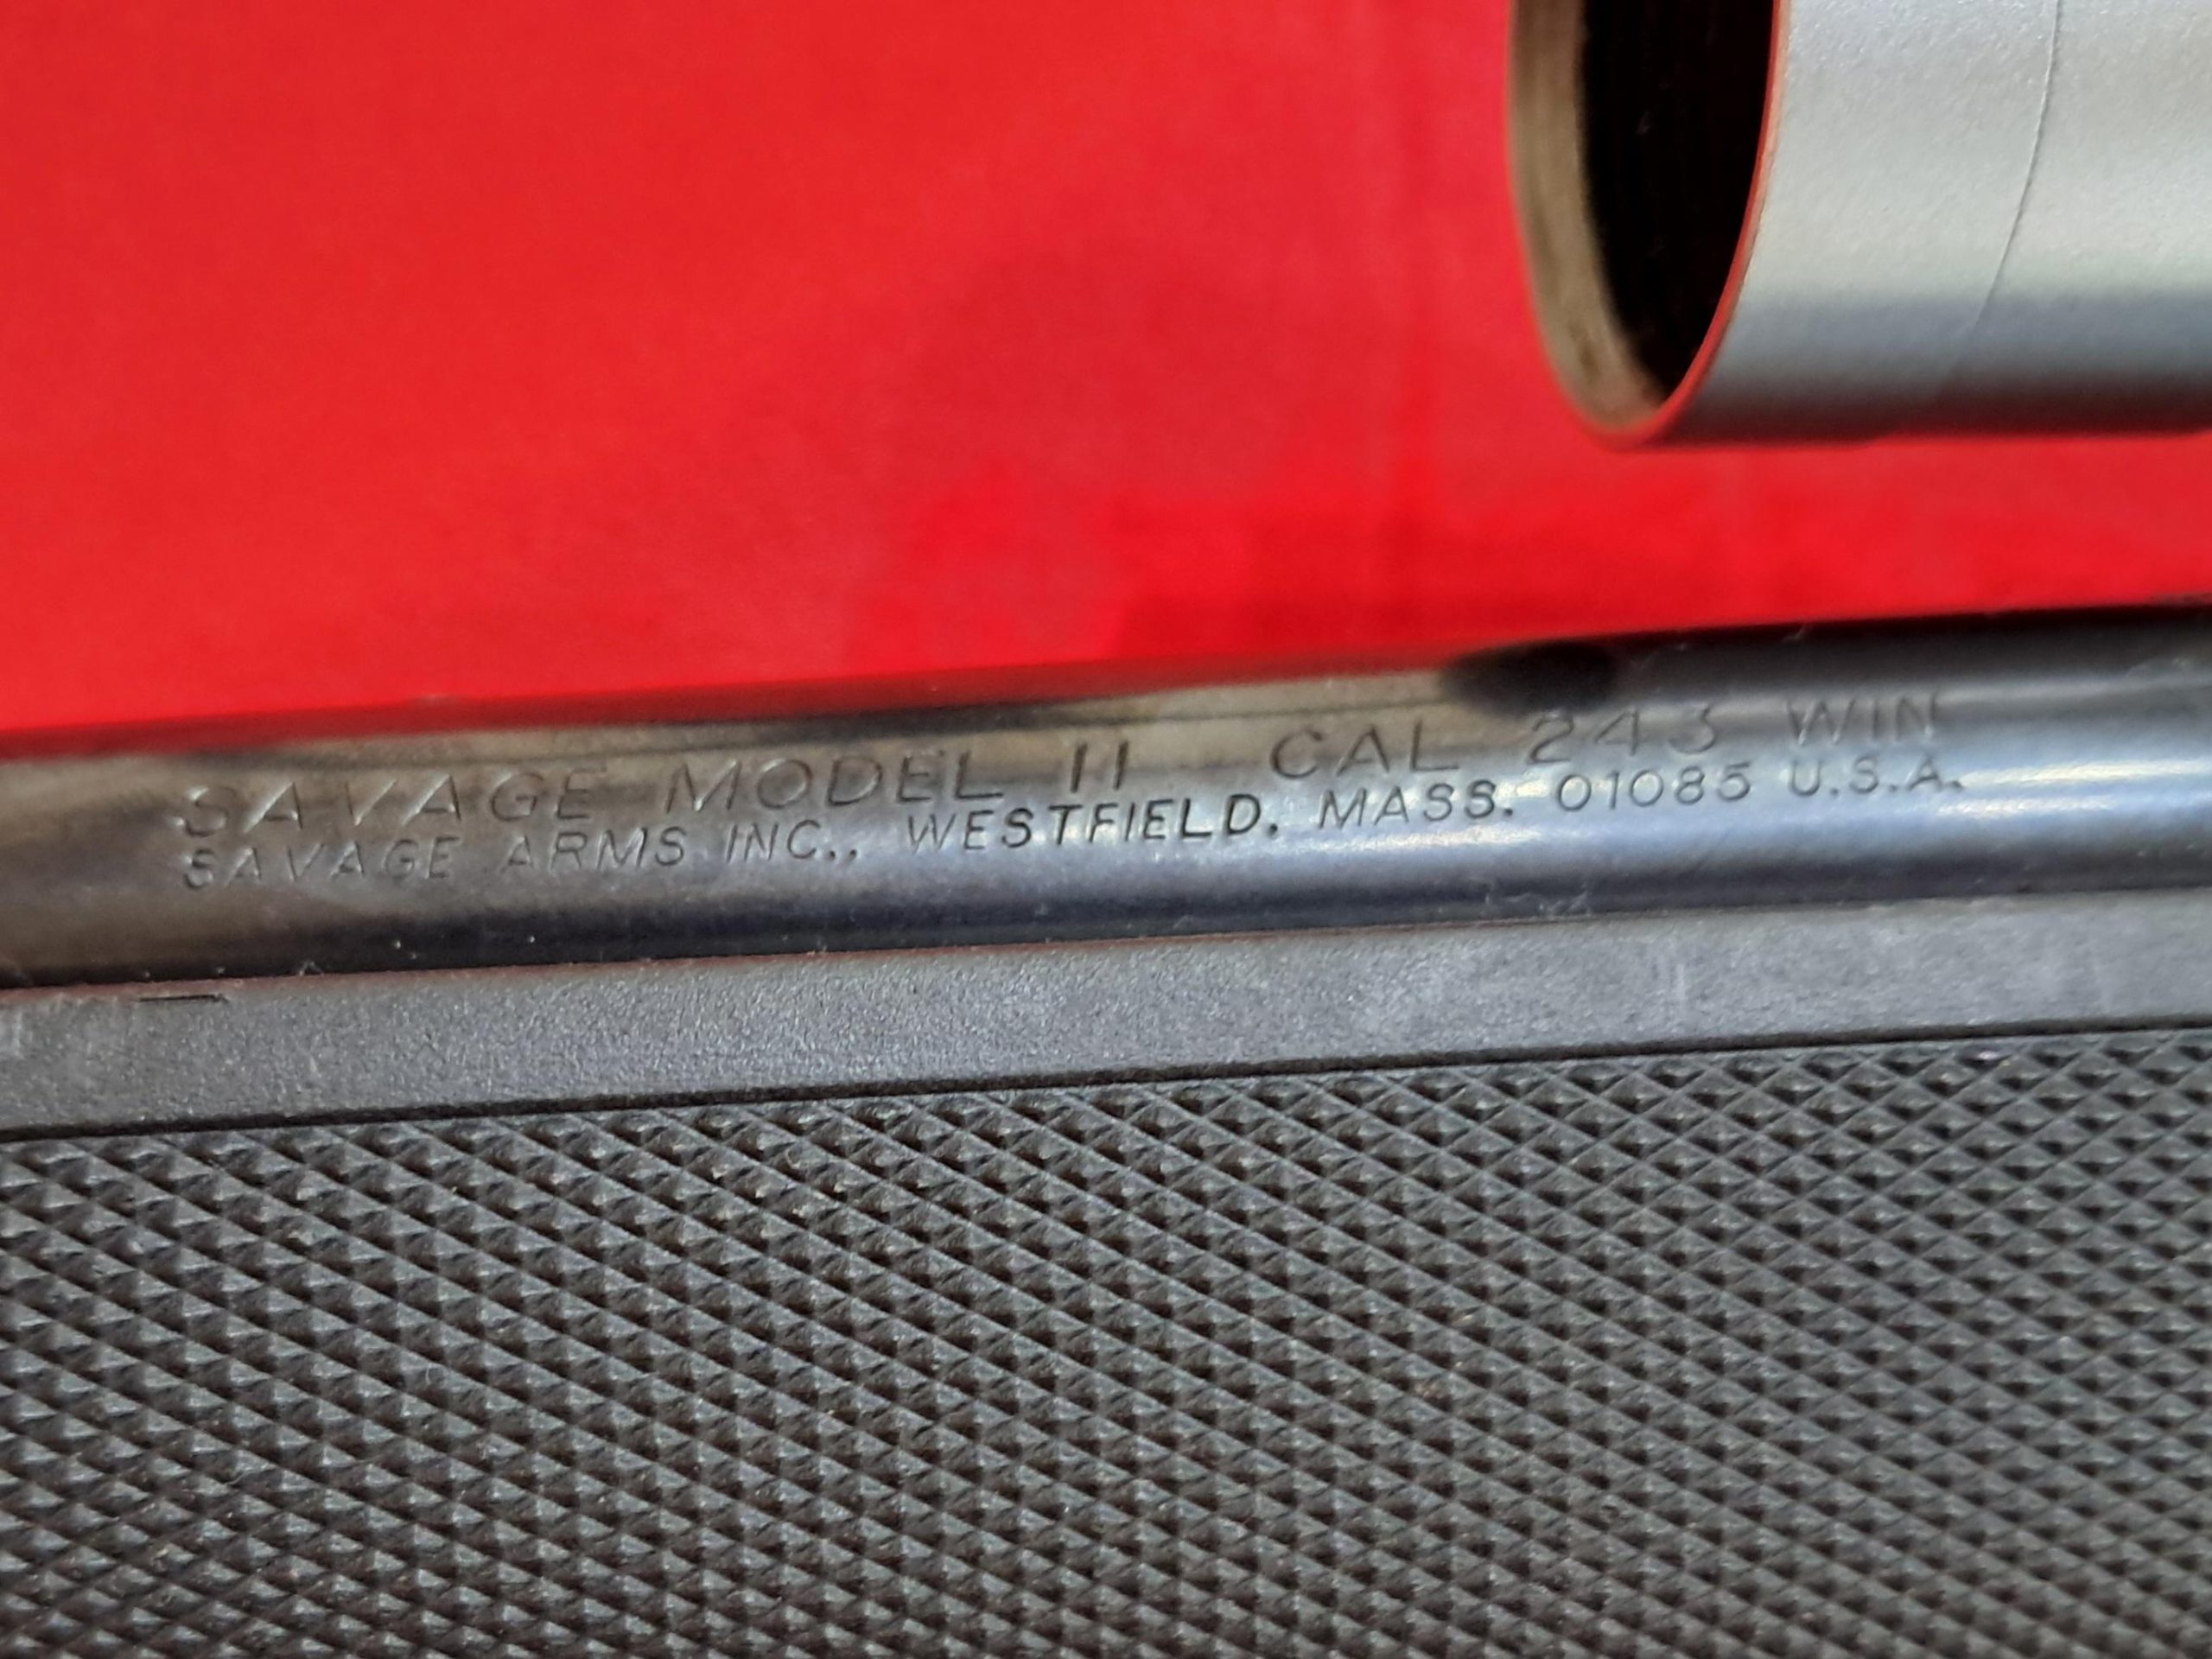 SAVAGE MODEL 11 CAL 243 WIN
SAVAGE ARMS INC., WESTFIELD, MASS. 01085 U.S.A.